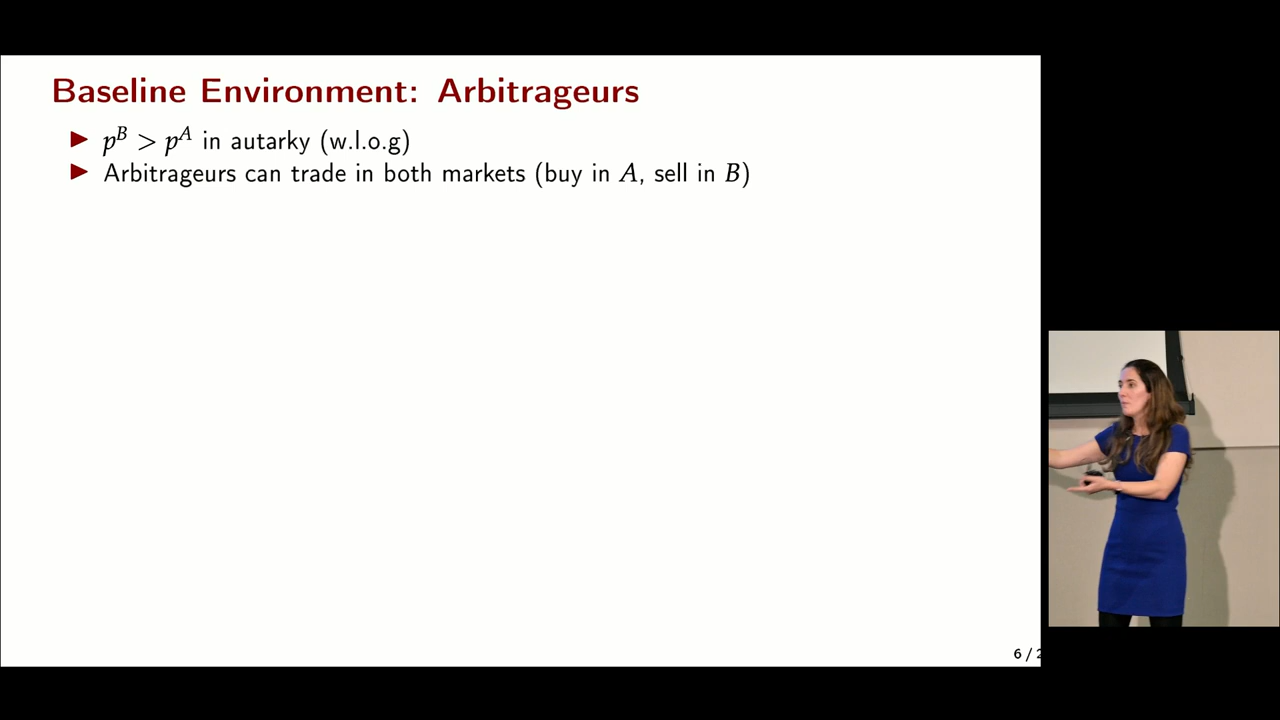 Baseline Environment: Arbitrageurs
▶ p^B > p^A in autarky (w.l.o.g)
▶ Arbitrageurs can trade in both markets (buy in A, sell in B)
6 / 2